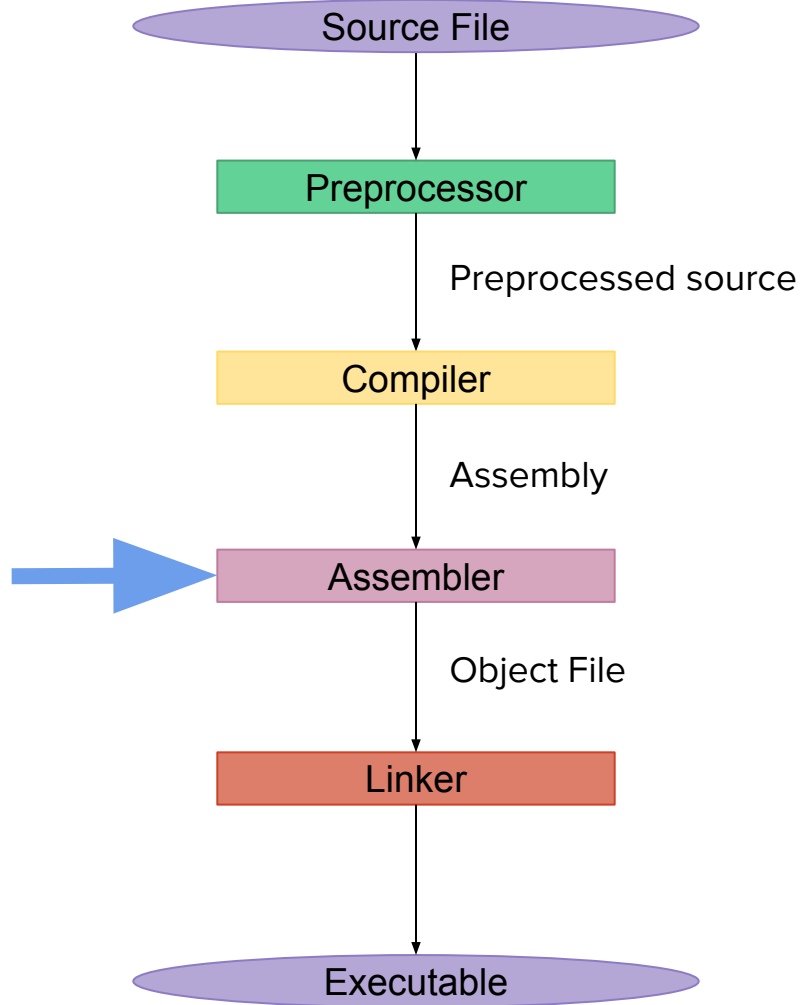 Source File
Preprocessor
Preprocessed source
Compiler
Assembly
Assembler
Object File
Linker
Executable